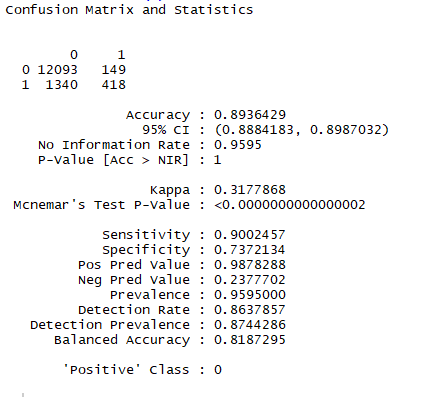 Confusion Matrix and Statistics
0 1
0 12093 149
1 1340 418
Accuracy : 0.8936429
95% CI : (0.8884183, 0.8987032)
No Information Rate : 0.9595
P-Value [Acc > NIR] : 1
Kappa : 0.3177868
Mcnemar's Test P-Value : <0.0000000000000002
Sensitivity : 0.9002457
Specificity : 0.7372134
Pos Pred Value : 0.9878288
Neg Pred Value : 0.2377702
Prevalence : 0.9595000
Detection Rate : 0.8637857
Detection Prevalence : 0.8744286
Balanced Accuracy : 0.8187295
'Positive' Class : 0